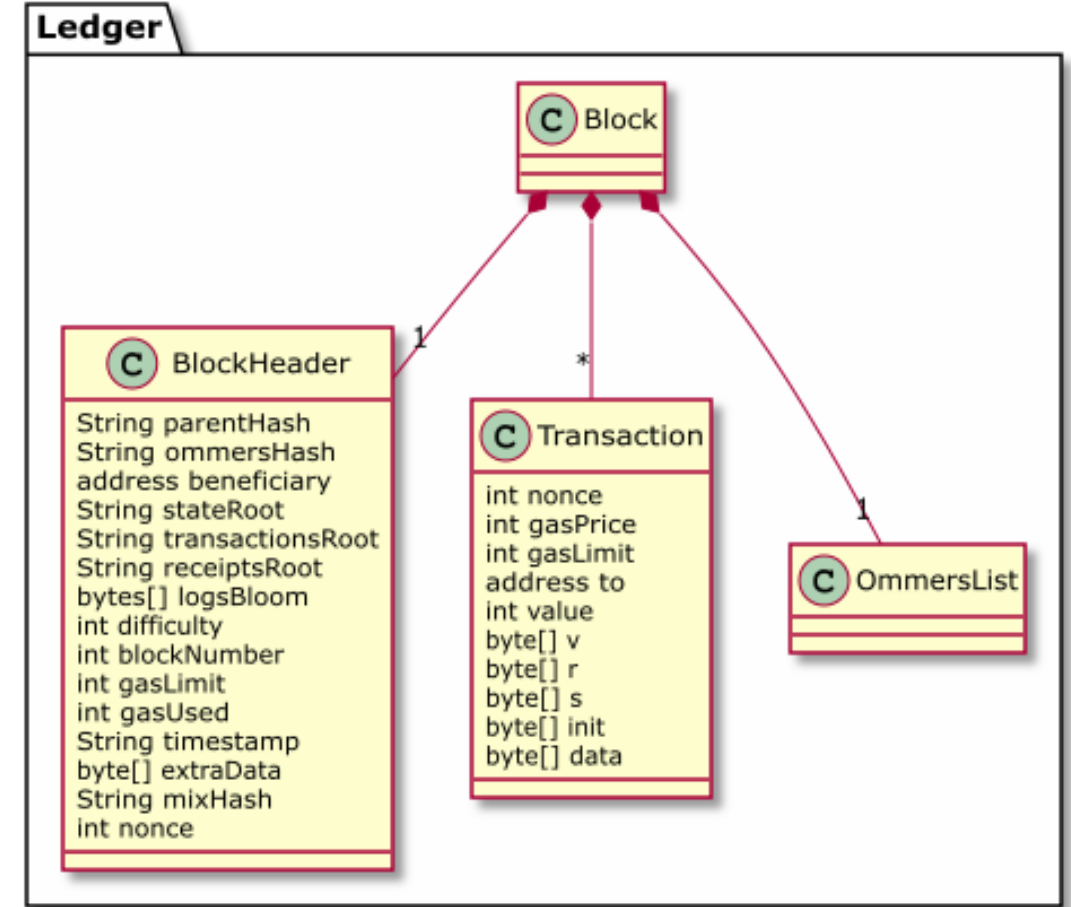 Ledger
C Block
1
*
1
C BlockHeader
String parentHash
String ommersHash
address beneficiary
String stateRoot
String transactionsRoot
String receiptsRoot
bytes[] logsBloom
int difficulty
int blockNumber
int gasLimit
int gasUsed
String timestamp
byte[] extraData
String mixHash
int nonce
C Transaction
int nonce
int gasPrice
int gasLimit
address to
int value
byte[] v
byte[] r
byte[] s
byte[] init
byte[] data
C OmmersList